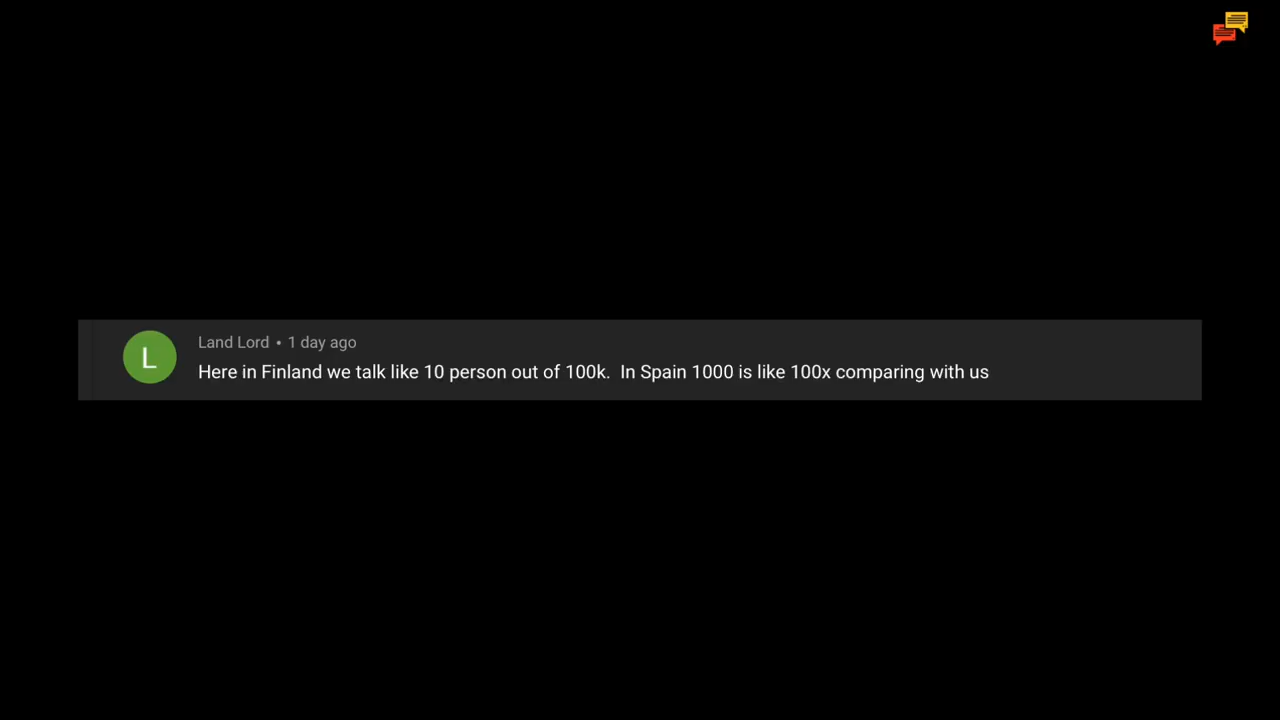 L
Land Lord • 1 day ago
Here in Finland we talk like 10 person out of 100k.  In Spain 1000 is like 100x comparing with us